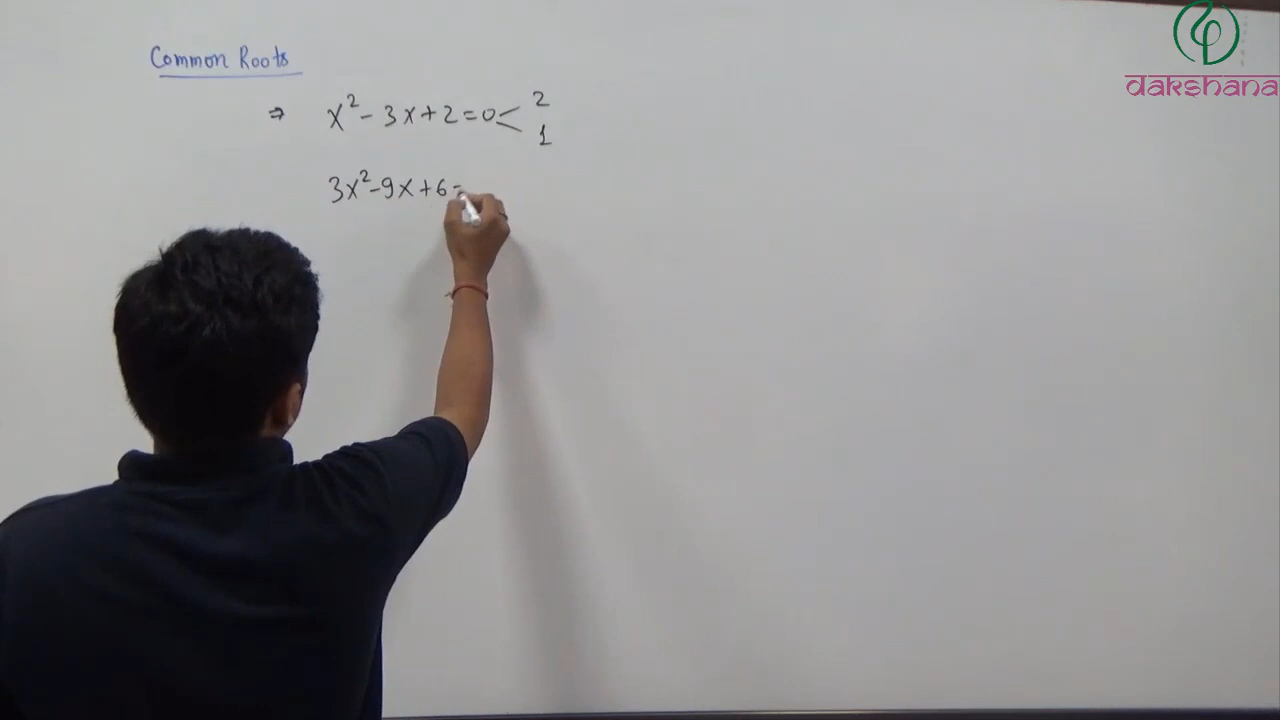 dakshana
Common Roots
⇒ x² - 3x + 2 = 0 < 2
1
3x² - 9x + 6 =